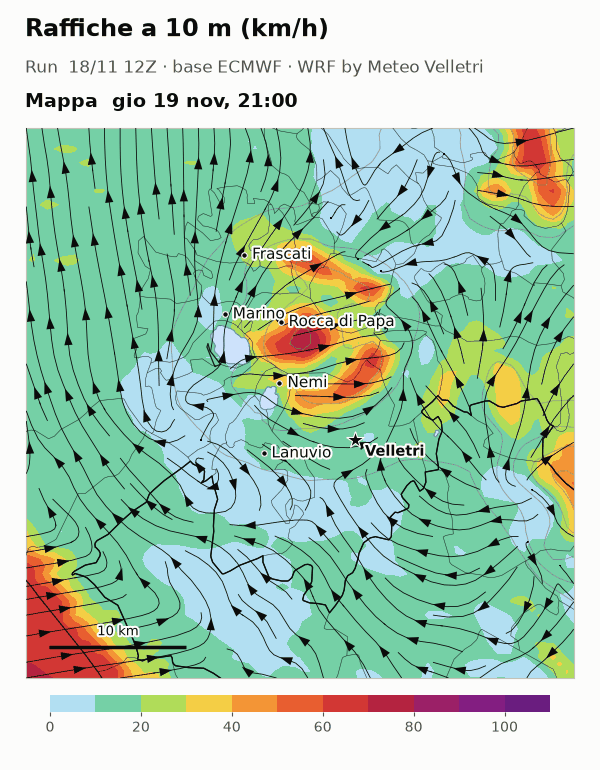 Raffiche a 10 m (km/h)
Run  18/11 12Z · base ECMWF · WRF by Meteo Velletri
Mappa  gio 19 nov, 21:00
Frascati
Marino
Rocca di Papa
Nemi
Lanuvio
Velletri
10 km
0 20 40 60 80 100